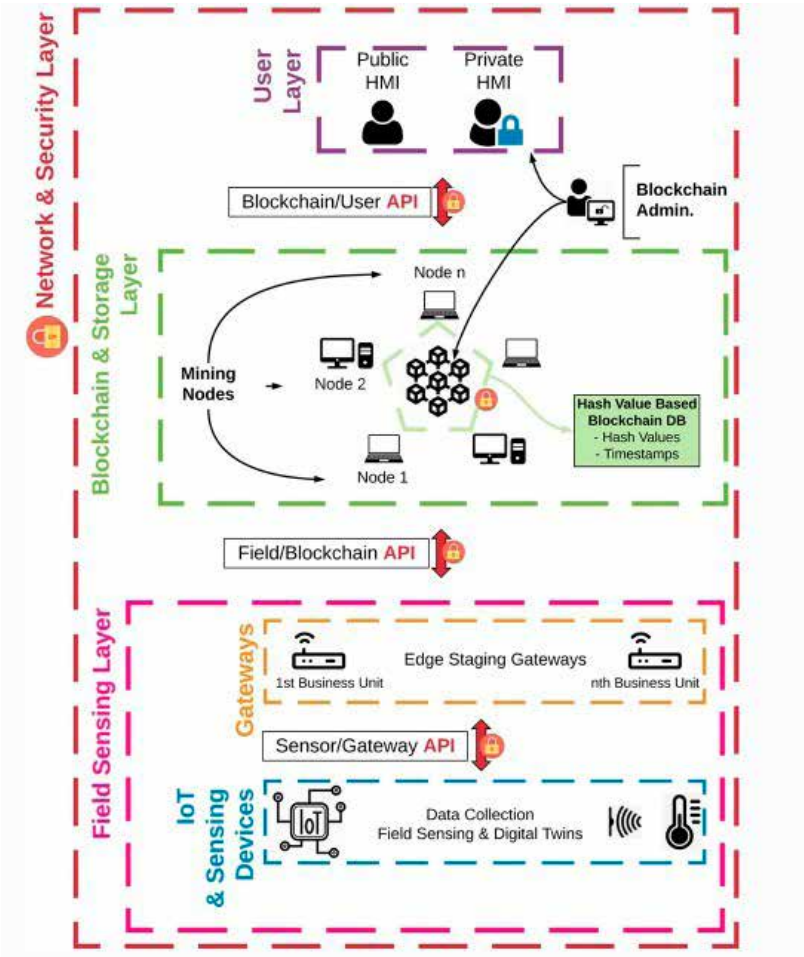 Network & Security Layer
User
Layer
Public
HMI
Private
HMI
Blockchain/User API
Blockchain
Admin.
Blockchain & Storage
Layer
Node n
Mining
Nodes
Node 2
Node 1
Hash Value Based
Blockchain DB
- Hash Values
- Timestamps
Field/Blockchain API
Field Sensing Layer
Gateways
1st Business Unit
Edge Staging Gateways
nth Business Unit
Sensor/Gateway API
IoT
& Sensing
Devices
IoT
Data Collection
Field Sensing & Digital Twins